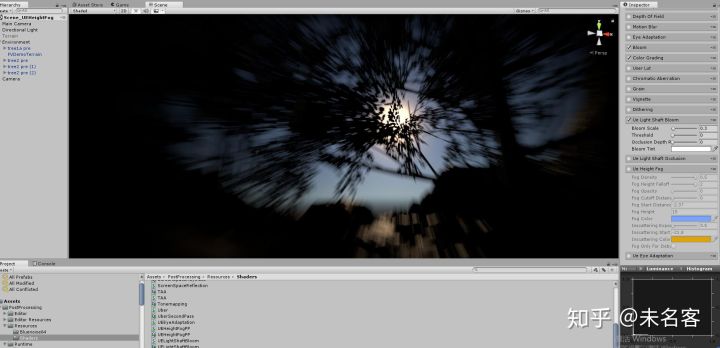 Hierarchy
Asset Store
Game
Scene
Shaded
2D
Gizmos
Scene_UEHeightFog
Main Camera
Directional Light
Terrain
Environment
PVDemoTerrain
tree2 pre
tree2 pre (1)
tree2 pre (2)
Camera
Persp
Inspector
Depth Of Field
Motion Blur
Eye Adaptation
Bloom
Color Grading
User Lut
Chromatic Aberration
Grain
Vignette
Dithering
Ue Light Shaft Bloom
Bloom Scale
0.3
Threshold
0
Occlusion Depth R
0
Bloom Tint
Ue Light Shaft Occlusion
Ue Height Fog
Fog Density
Fog Height Falloff
Fog Opacity
Fog Cutoff Distan
Fog Start Distance
Fog Height
Fog Color
Inscattering Expo
Inscattering Start
Inscattering Color
Fog Only For Deb
Ue Eye Adaptation
Luminance
Histogram
Project
Console
All Prefabs
All Modified
All Conflicted
Assets
PostProcessing
Editor
Editor Resources
Resources
Bluenoise64
Shaders
Runtime
Assets
PostProcessing
Resources
Shaders
ScreenSpaceReflection
TAA
TAA
Tonemapping
Uber
UberSecondPass
UEEyeAdaptation
UEHeightFogPP
UEHeightFogPP
UELightShaftBloom
知乎 @未名客
激活 Windows